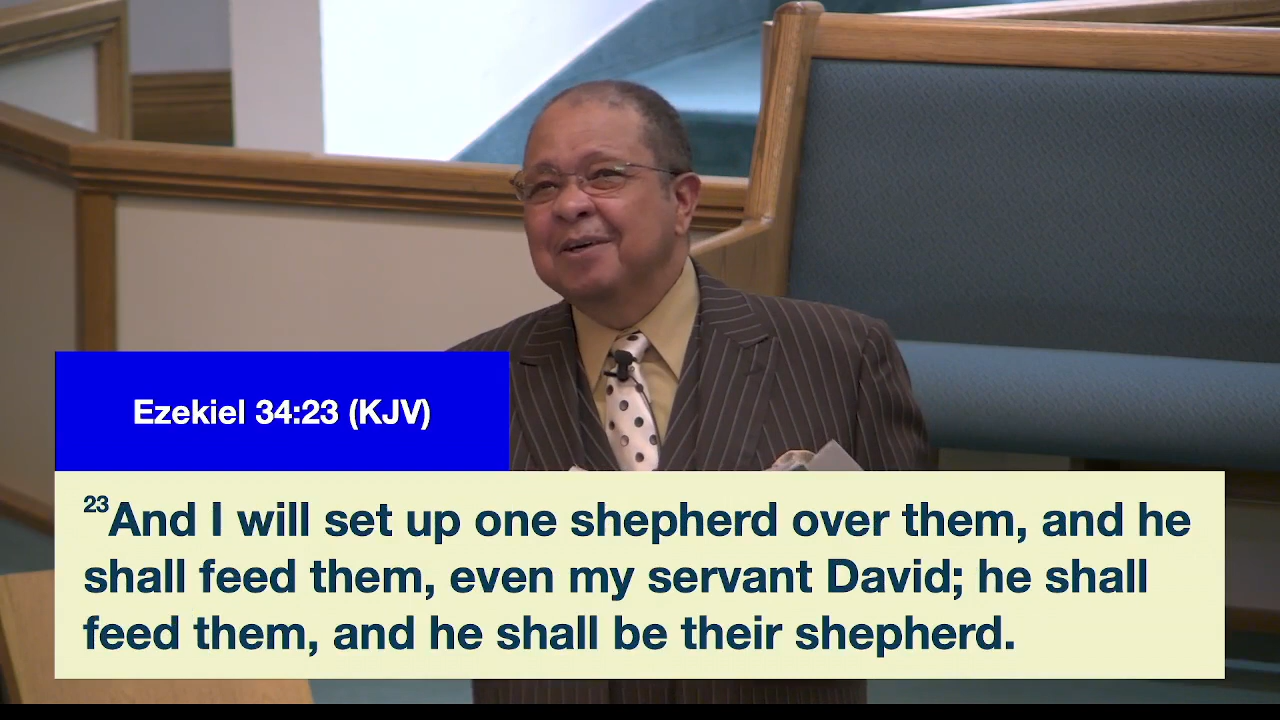 Ezekiel 34:23 (KJV)
23And I will set up one shepherd over them, and he
shall feed them, even my servant David; he shall
feed them, and he shall be their shepherd.